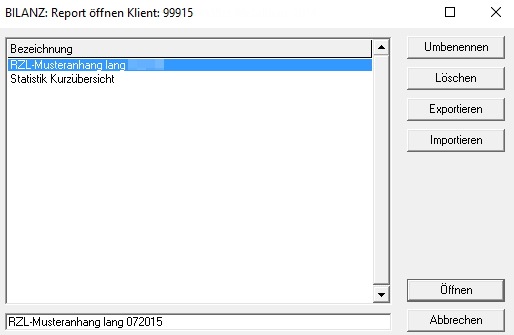 BILANZ: Report öffnen Klient: 99915
Bezeichnung
RZL-Musteranhang lang
Statistik Kurzübersicht
Umbenennen
Löschen
Exportieren
Importieren
Öffnen
RZL-Musteranhang lang 072015
Abbrechen